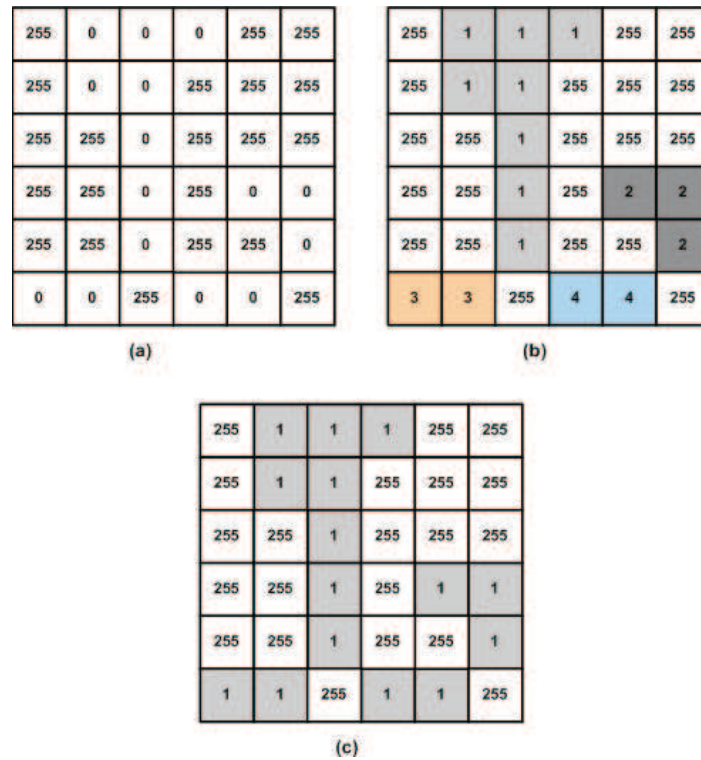 255 0 0 0 255 255
255 0 0 255 255 255
255 255 0 255 255 255
255 255 0 255 0 0
255 255 0 255 255 0
0 0 255 0 0 255
(a)
255 1 1 1 255 255
255 1 1 255 255 255
255 255 1 255 255 255
255 255 1 255 2 2
255 255 1 255 255 2
3 3 255 4 4 255
(b)
255 1 1 1 255 255
255 1 1 255 255 255
255 255 1 255 255 255
255 255 1 255 1 1
255 255 1 255 255 1
1 1 255 1 1 255
(c)